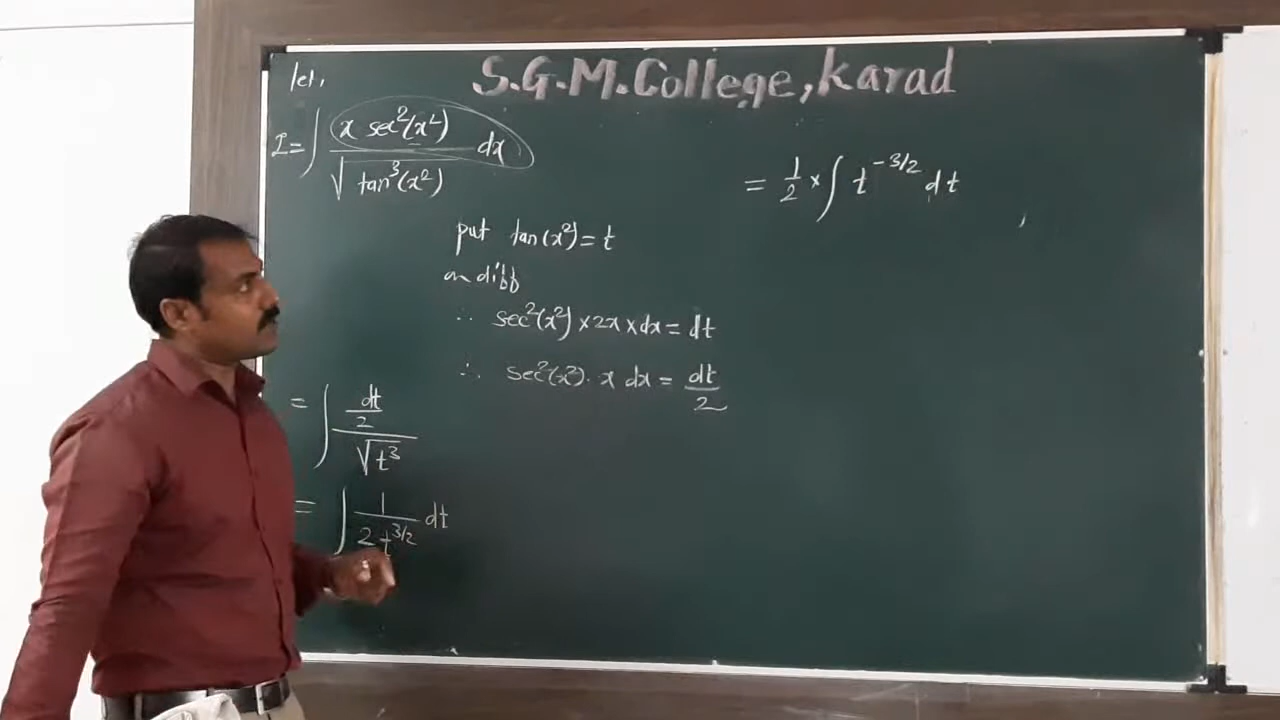 S.G.M. College, Karad
let,
I = ∫ x sec²(x²) / √tan³(x²) dx
put tan(x²) = t
on diff
∴ sec²(x²) × 2x × dx = dt
∴ sec²(x²). x dx = dt/2
= ∫ dt/2 / √t³
= ∫ 1 / 2 t^3/2 dt
= 1/2 × ∫ t^-3/2 dt